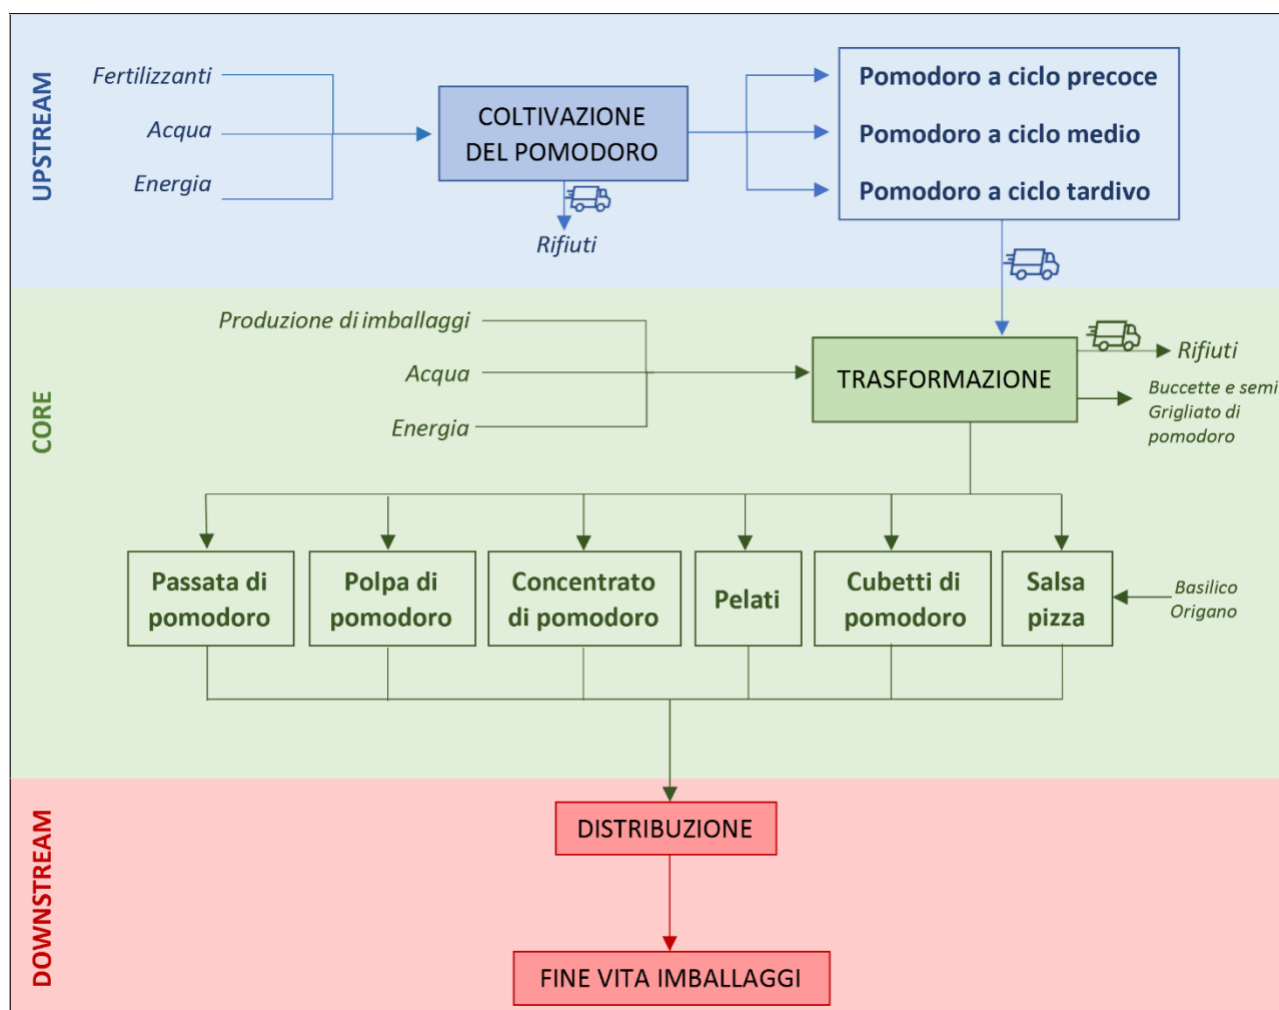 UPSTREAM
Fertilizzanti
Acqua
Energia
COLTIVAZIONE
DEL POMODORO
Rifiuti
Pomodoro a ciclo precoce
Pomodoro a ciclo medio
Pomodoro a ciclo tardivo
CORE
Produzione di imballaggi
Acqua
Energia
TRASFORMAZIONE
Rifiuti
Buccette e semi
Grigliato di
pomodoro
Passata di
pomodoro
Polpa di
pomodoro
Concentrato
di pomodoro
Pelati
Cubetti di
pomodoro
Salsa
pizza
Basilico
Origano
DOWNSTREAM
DISTRIBUZIONE
FINE VITA IMBALLAGGI